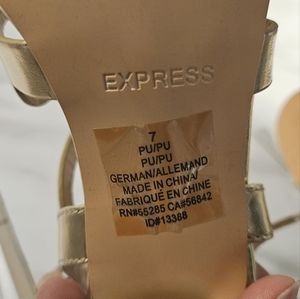 EXPRESS
7
PU/PU
PU/PU
GERMAN/ALLEMAND
MADE IN CHINA/
FABRIQUÉ EN CHINE
RN#55285 CA#56842
ID#13388